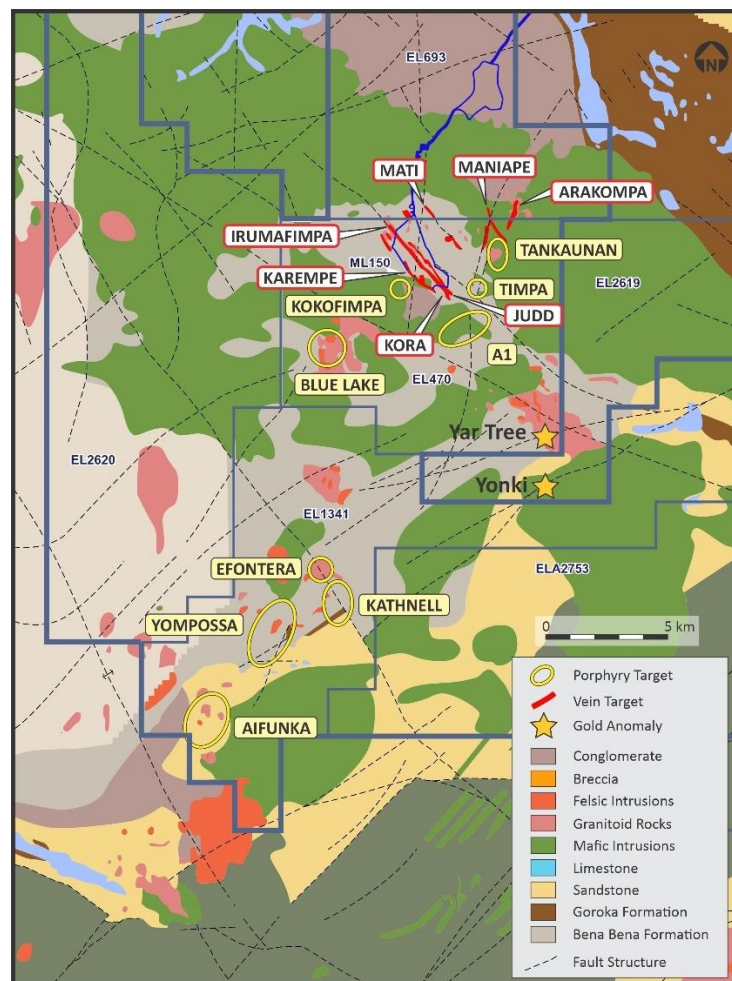 EL693
N
MATI
MANIAPE
ARAKOMPA
IRUMAFIMPA
TANKAUNAN
ML150
KAREMPE
TIMPA
EL2619
KOKOFIMPA
JUDD
KORA
A1
BLUE LAKE
EL470
Yar Tree
EL2620
Yonki
EL1341
EFONTERA
ELA2753
KATHNELL
YOMPOSSA
0 5 km
AIFUNKA
Porphyry Target
Vein Target
Gold Anomaly
Conglomerate
Breccia
Felsic Intrusions
Granitoid Rocks
Mafic Intrusions
Limestone
Sandstone
Goroka Formation
Bena Bena Formation
Fault Structure